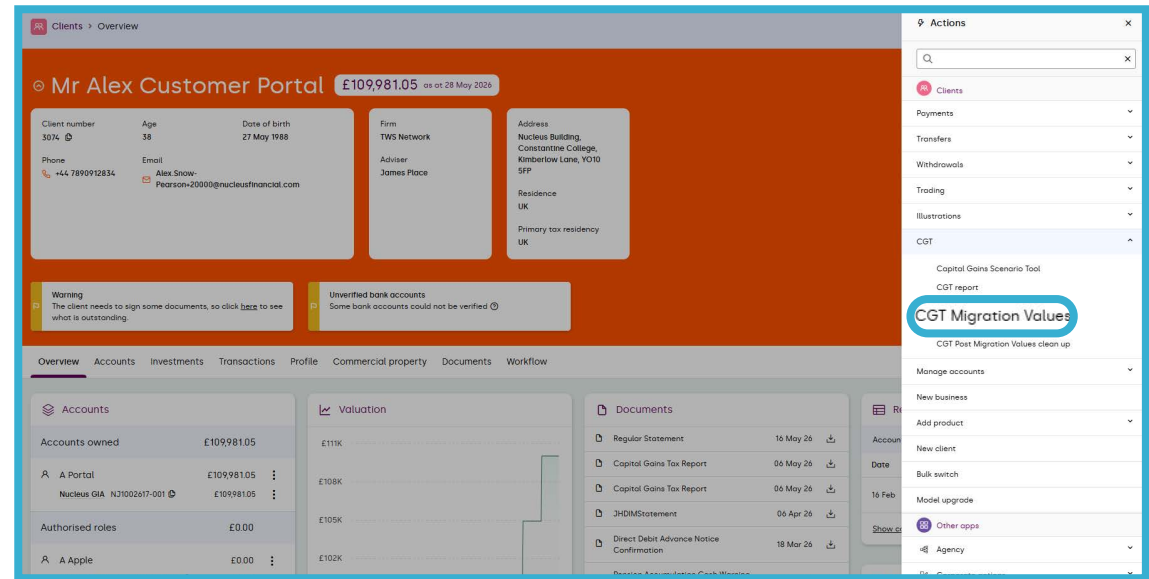 Clients > Overview
Mr Alex Customer Portal £109,981.05 as at 28 May 2026
Client number Age Date of birth
3074 38 27 May 1988
Phone Email
+44 7890912834 Alex.Snow-
Pearson+20000@nucleusfinancial.com
Firm
TWS Network
Adviser
James Place
Address
Nucleus Building,
Constantine College,
Kimberlow Lane, YO10
5FP
Residence
UK
Primary tax residency
UK
Warning
The client needs to sign some documents, so click here to see
what is outstanding.
Unverified bank accounts
Some bank accounts could not be verified
Overview Accounts Investments Transactions Profile Commercial property Documents Workflow
Accounts
Accounts owned £109,981.05
A Portal £109,981.05
Nucleus GIA NJ1002617-001 £109,981.05
Authorised roles £0.00
A Apple £0.00
Valuation
£111K
£108K
£105K
£102K
Documents
Regular Statement 16 May 26
Capital Gains Tax Report 06 May 26
Capital Gains Tax Report 06 May 26
JHDIMStatement 06 Apr 26
Direct Debit Advance Notice
Confirmation 18 Mar 26
Pension Accumulation Cash Warning
Re
Accoun
Date
16 Feb
Show co
Actions
Clients
Payments
Transfers
Withdrawals
Trading
Illustrations
CGT
Capital Gains Scenario Tool
CGT report
CGT Migration Values
CGT Post Migration Values clean up
Manage accounts
New business
Add product
New client
Bulk switch
Model upgrade
Other apps
Agency
Corporate actions